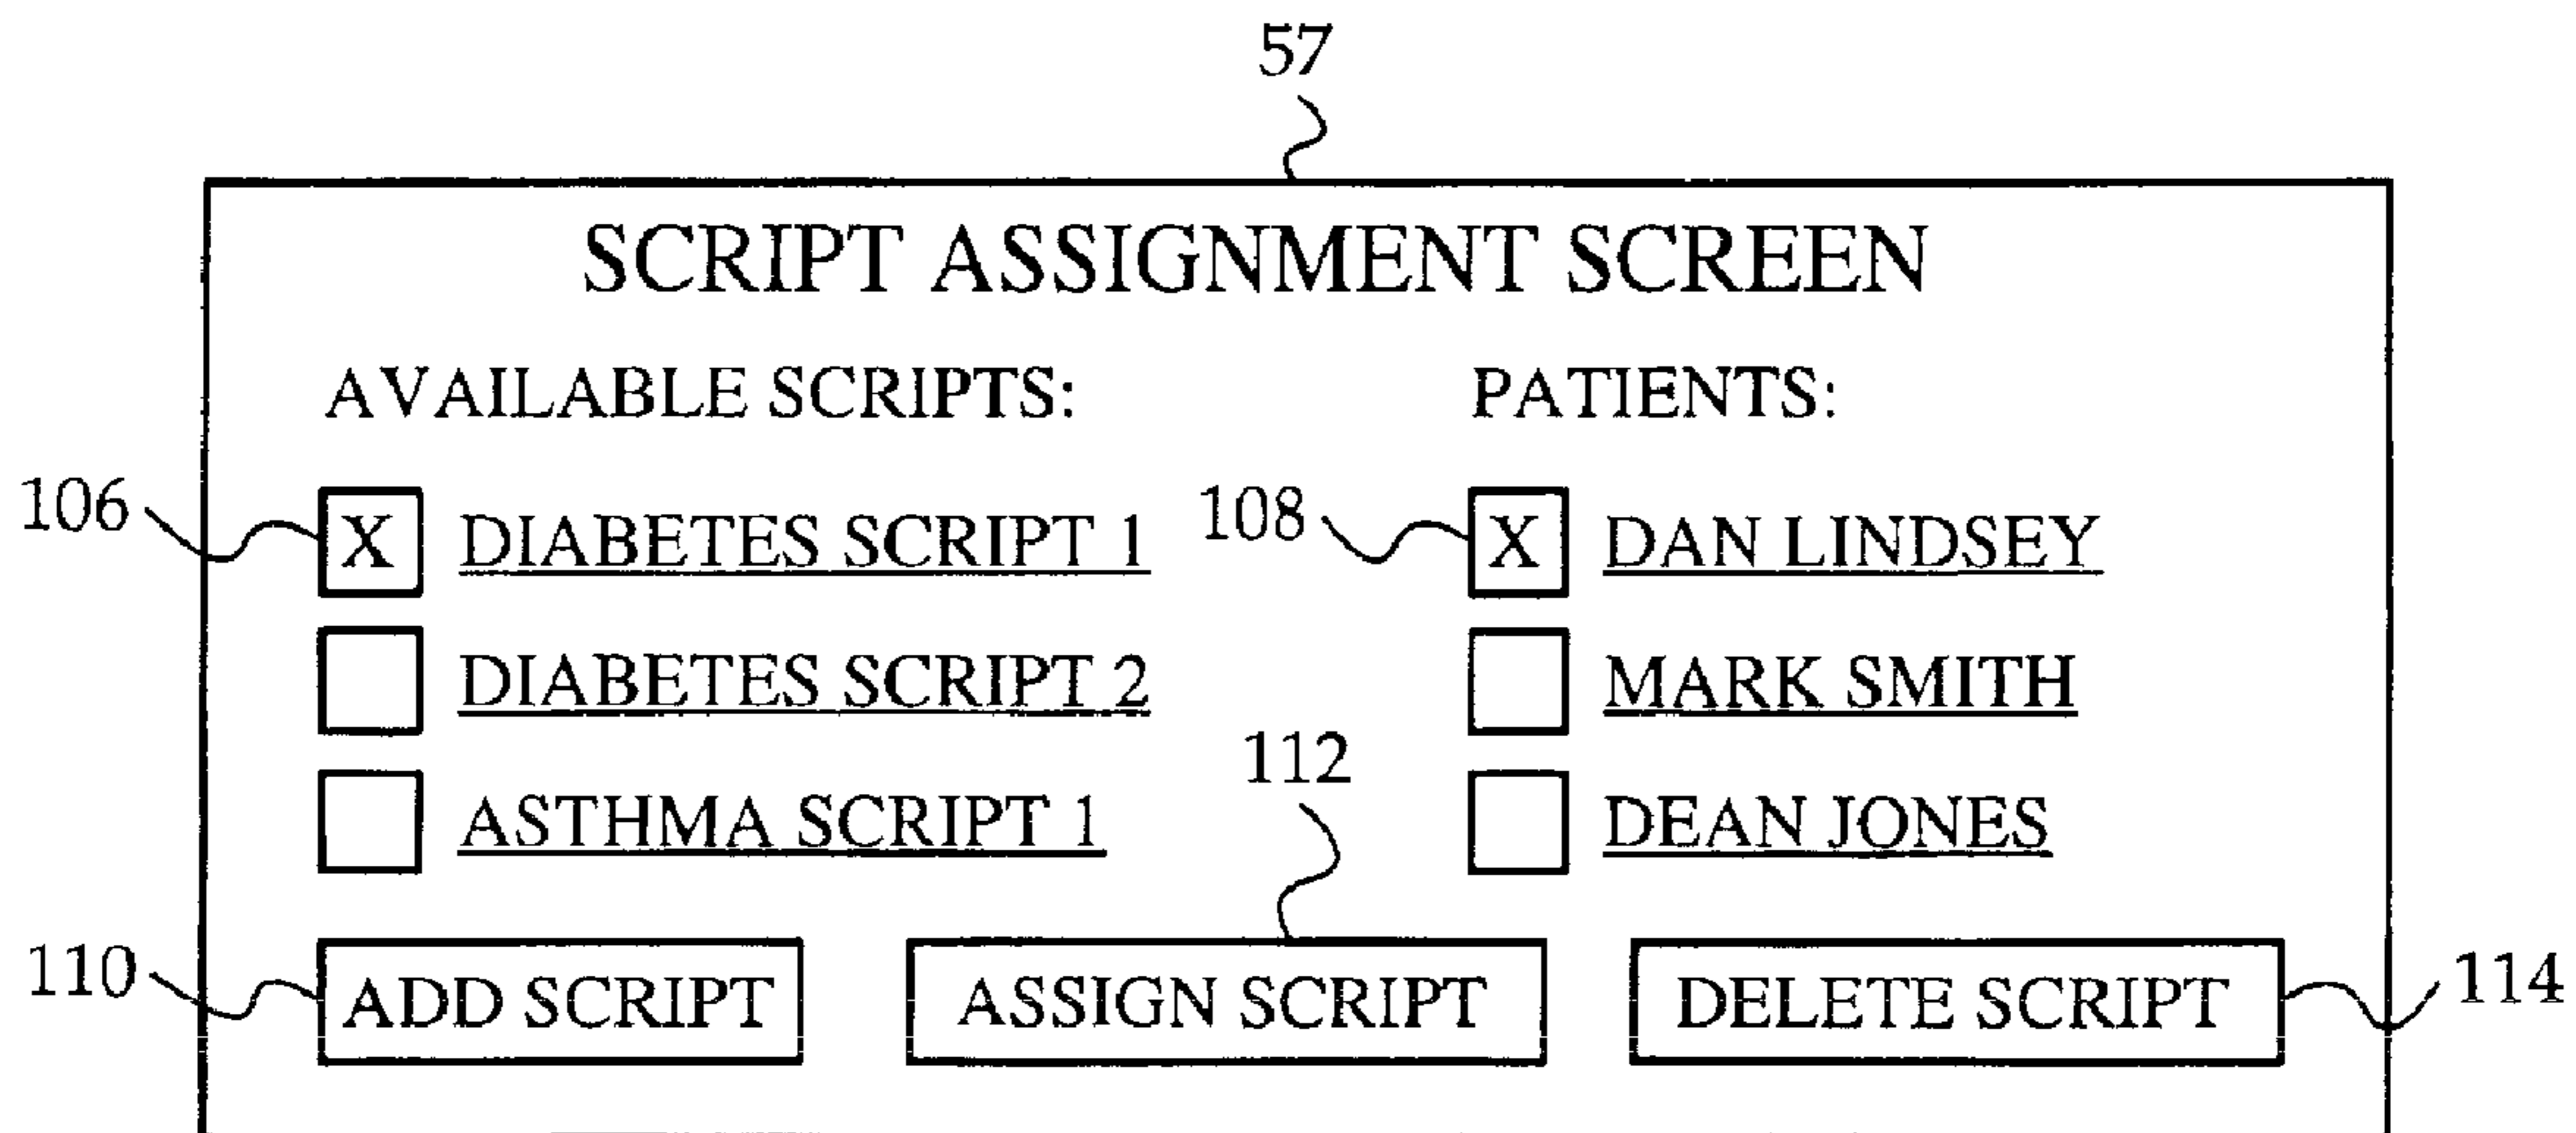 57
SCRIPT ASSIGNMENT SCREEN
AVAILABLE SCRIPTS: PATIENTS:
106 X DIABETES SCRIPT 1 108 X DAN LINDSEY
DIABETES SCRIPT 2 MARK SMITH
112
ASTHMA SCRIPT 1 DEAN JONES
110 ADD SCRIPT ASSIGN SCRIPT DELETE SCRIPT 114